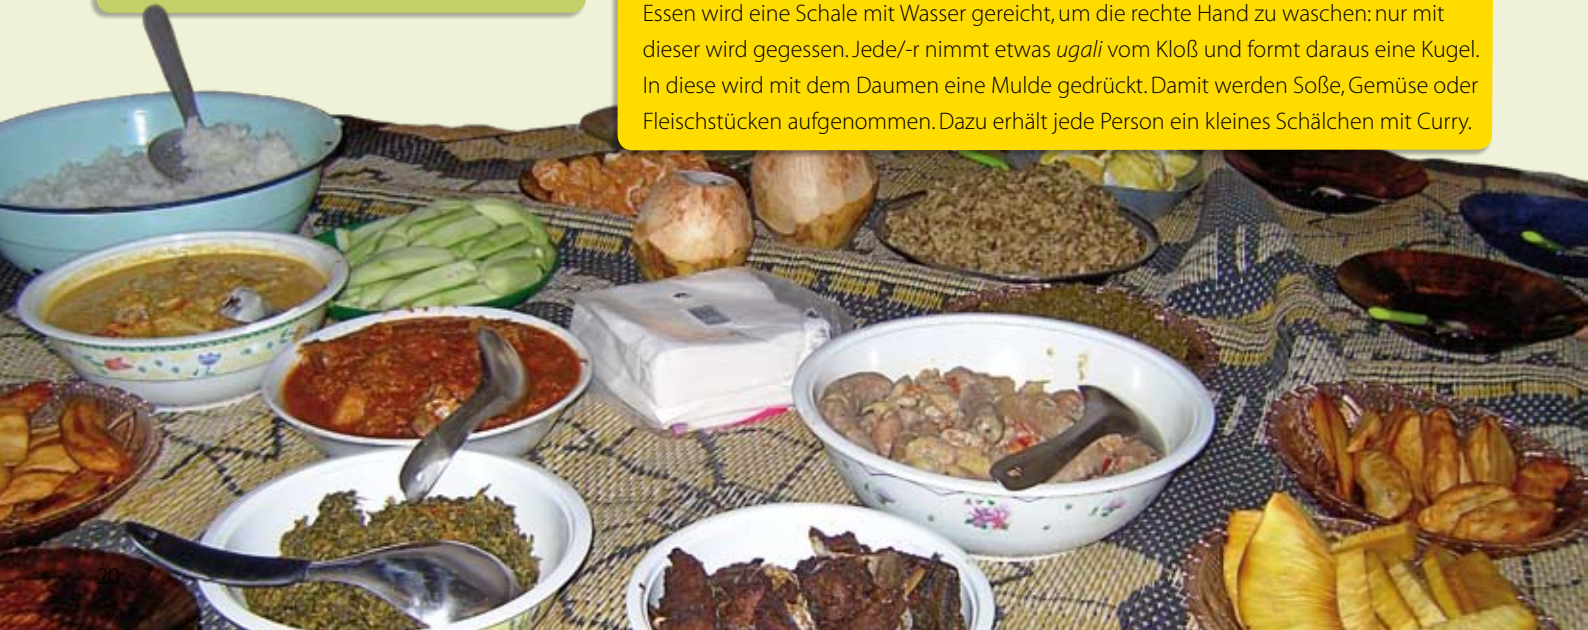 Essen wird eine Schale mit Wasser gereicht, um die rechte Hand zu waschen: nur mit
dieser wird gegessen. Jede/-r nimmt etwas ugali vom Kloß und formt daraus eine Kugel.
In diese wird mit dem Daumen eine Mulde gedrückt. Damit werden Soße, Gemüse oder
Fleischstücken aufgenommen. Dazu erhält jede Person ein kleines Schälchen mit Curry.
20